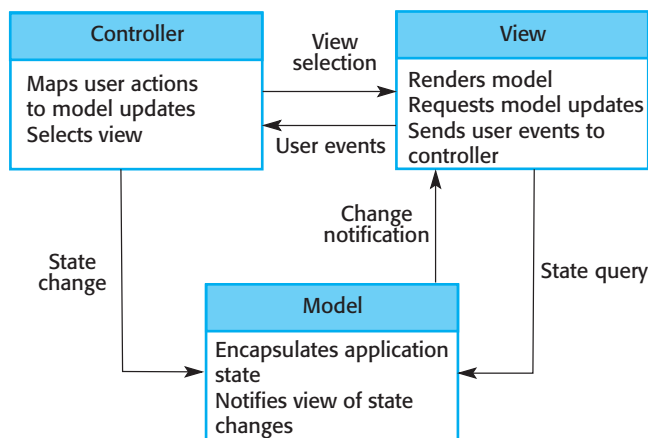 Controller
Maps user actions
to model updates
Selects view
View
selection
User events
View
Renders model
Requests model updates
Sends user events to
controller
State
change
Change
notification
State query
Model
Encapsulates application
state
Notifies view of state
changes